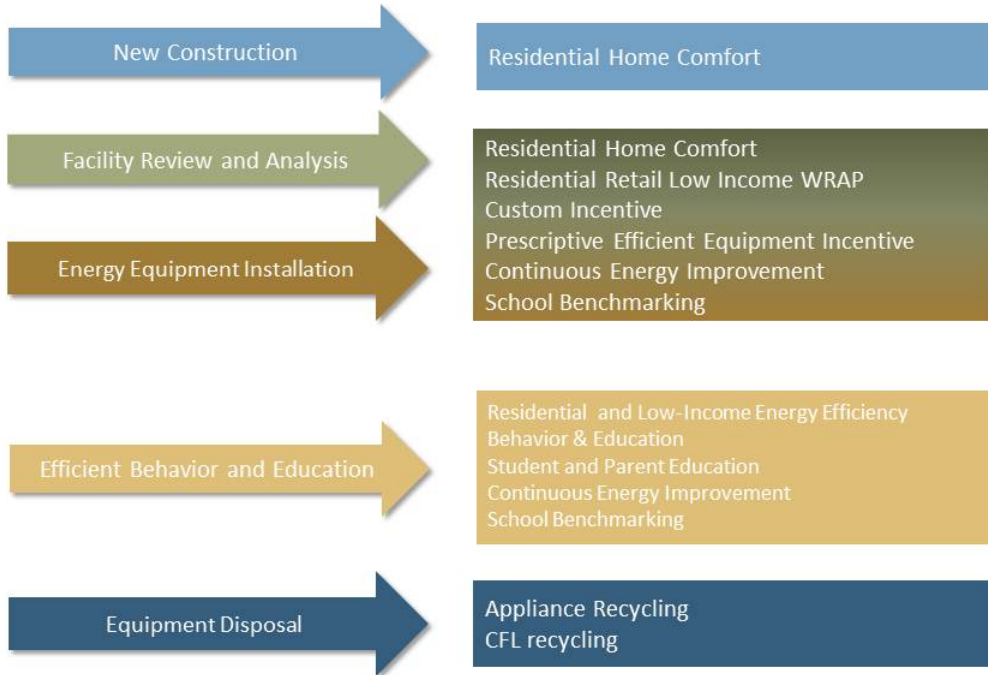 New Construction
Residential Home Comfort
Facility Review and Analysis
Energy Equipment Installation
Residential Home Comfort
Residential Retail Low Income WRAP
Custom Incentive
Prescriptive Efficient Equipment Incentive
Continuous Energy Improvement
School Benchmarking
Efficient Behavior and Education
Residential and Low-Income Energy Efficiency
Behavior & Education
Student and Parent Education
Continuous Energy Improvement
School Benchmarking
Equipment Disposal
Appliance Recycling
CFL recycling